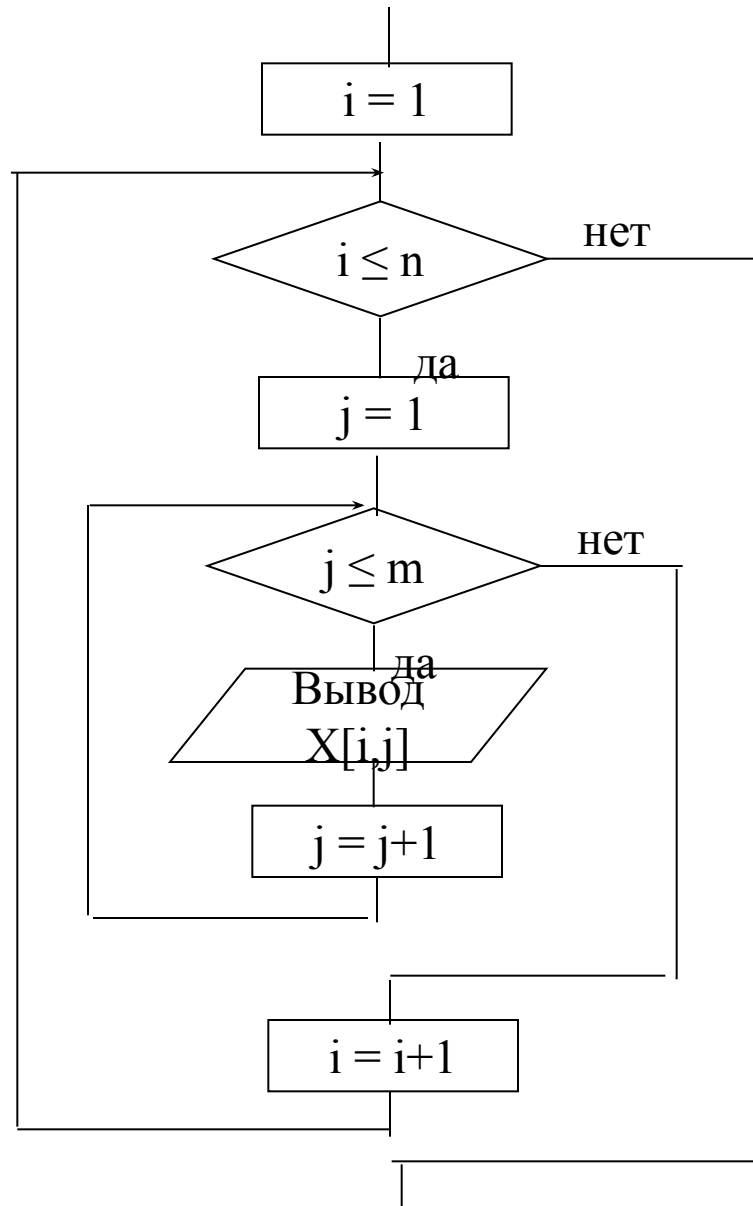 i = 1
нет
i ≤ n
да
j = 1
нет
j ≤ m
да
Вывод
X[i,j]
j = j+1
i = i+1